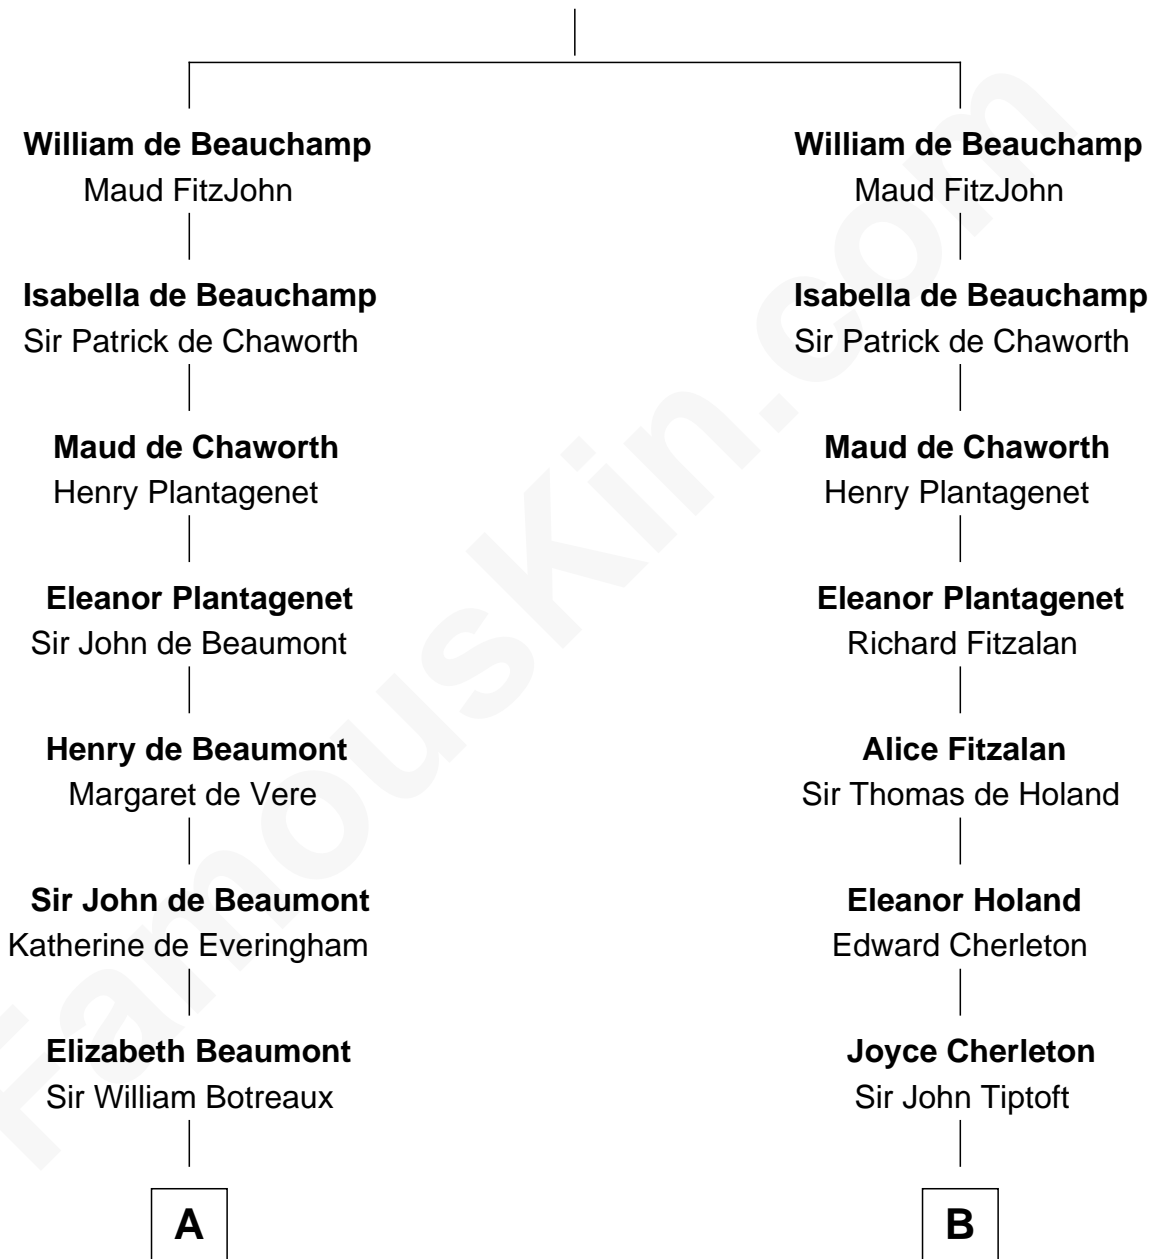 William de Beauchamp
Maud FitzJohn
Isabella de Beauchamp
Sir Patrick de Chaworth
Maud de Chaworth
Henry Plantagenet
Eleanor Plantagenet
Sir John de Beaumont
Henry de Beaumont
Margaret de Vere
Sir John de Beaumont
Katherine de Everingham
Elizabeth Beaumont
Sir William Botreaux
A
William de Beauchamp
Maud FitzJohn
Isabella de Beauchamp
Sir Patrick de Chaworth
Maud de Chaworth
Henry Plantagenet
Eleanor Plantagenet
Richard Fitzalan
Alice Fitzalan
Sir Thomas de Holand
Eleanor Holand
Edward Cherleton
Joyce Cherleton
Sir John Tiptoft
B
FamousKin.com